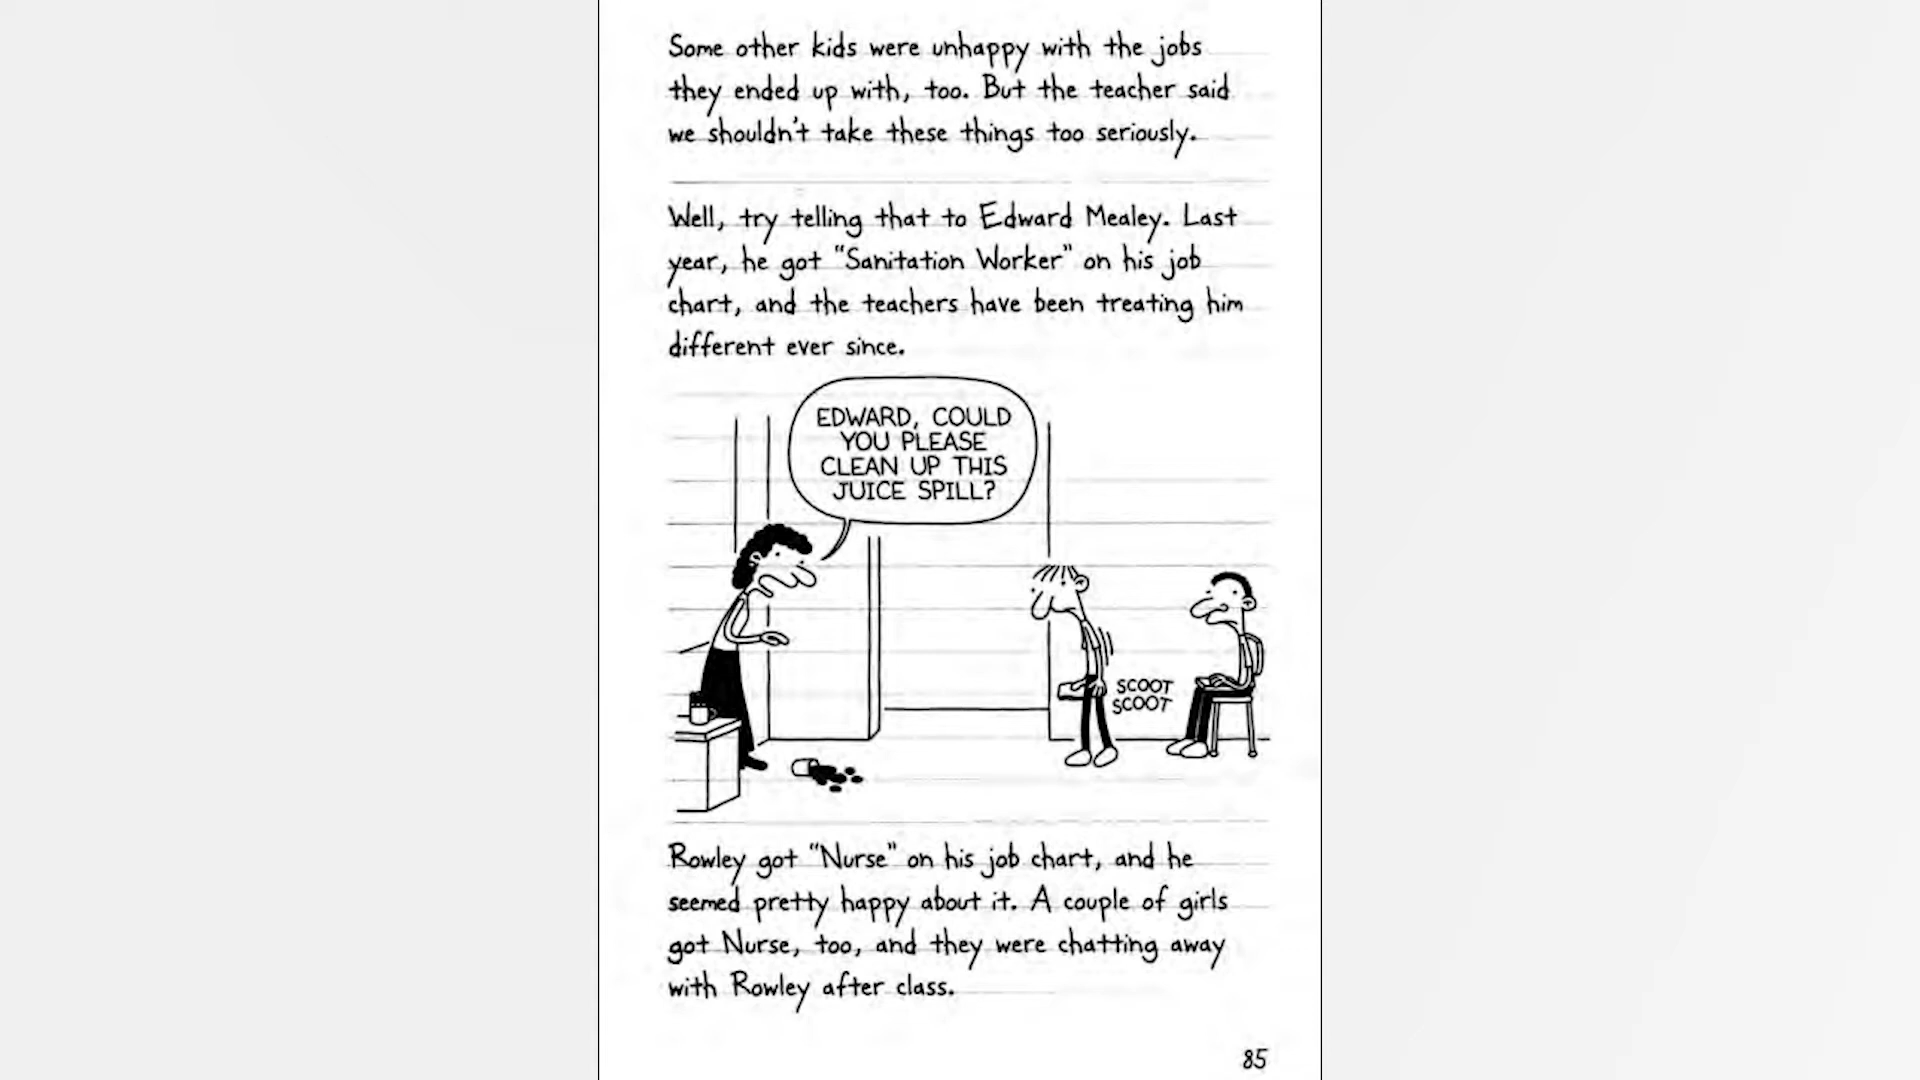 Some other kids were unhappy with the jobs
they ended up with, too. But the teacher said
we shouldn't take these things too seriously.
Well, try telling that to Edward Mealey. Last
year, he got "Sanitation Worker" on his job
chart, and the teachers have been treating him
different ever since.
EDWARD, COULD
YOU PLEASE
CLEAN UP THIS
JUICE SPILL?
SCOOT
SCOOT
Rowley got "Nurse" on his job chart, and he
seemed pretty happy about it. A couple of girls
got Nurse, too, and they were chatting away
with Rowley after class.
85